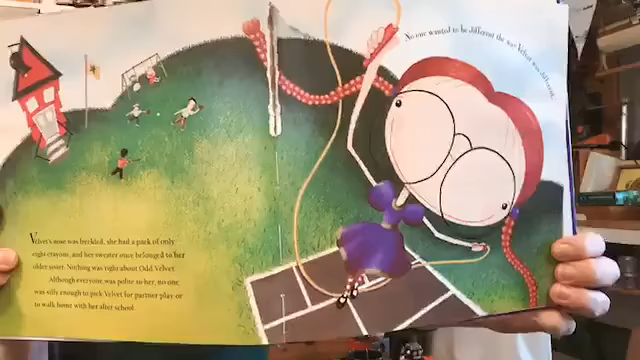 No one wanted to be different the way Velvet was different.
Velvet's nose was freckled, she had a pack of only
eight crayons, and her sweater once belonged to her
older sister. Nothing was right about Odd Velvet.
Although everyone was polite to her, no one
was silly enough to pick Velvet for partner play or
to walk home with her after school.